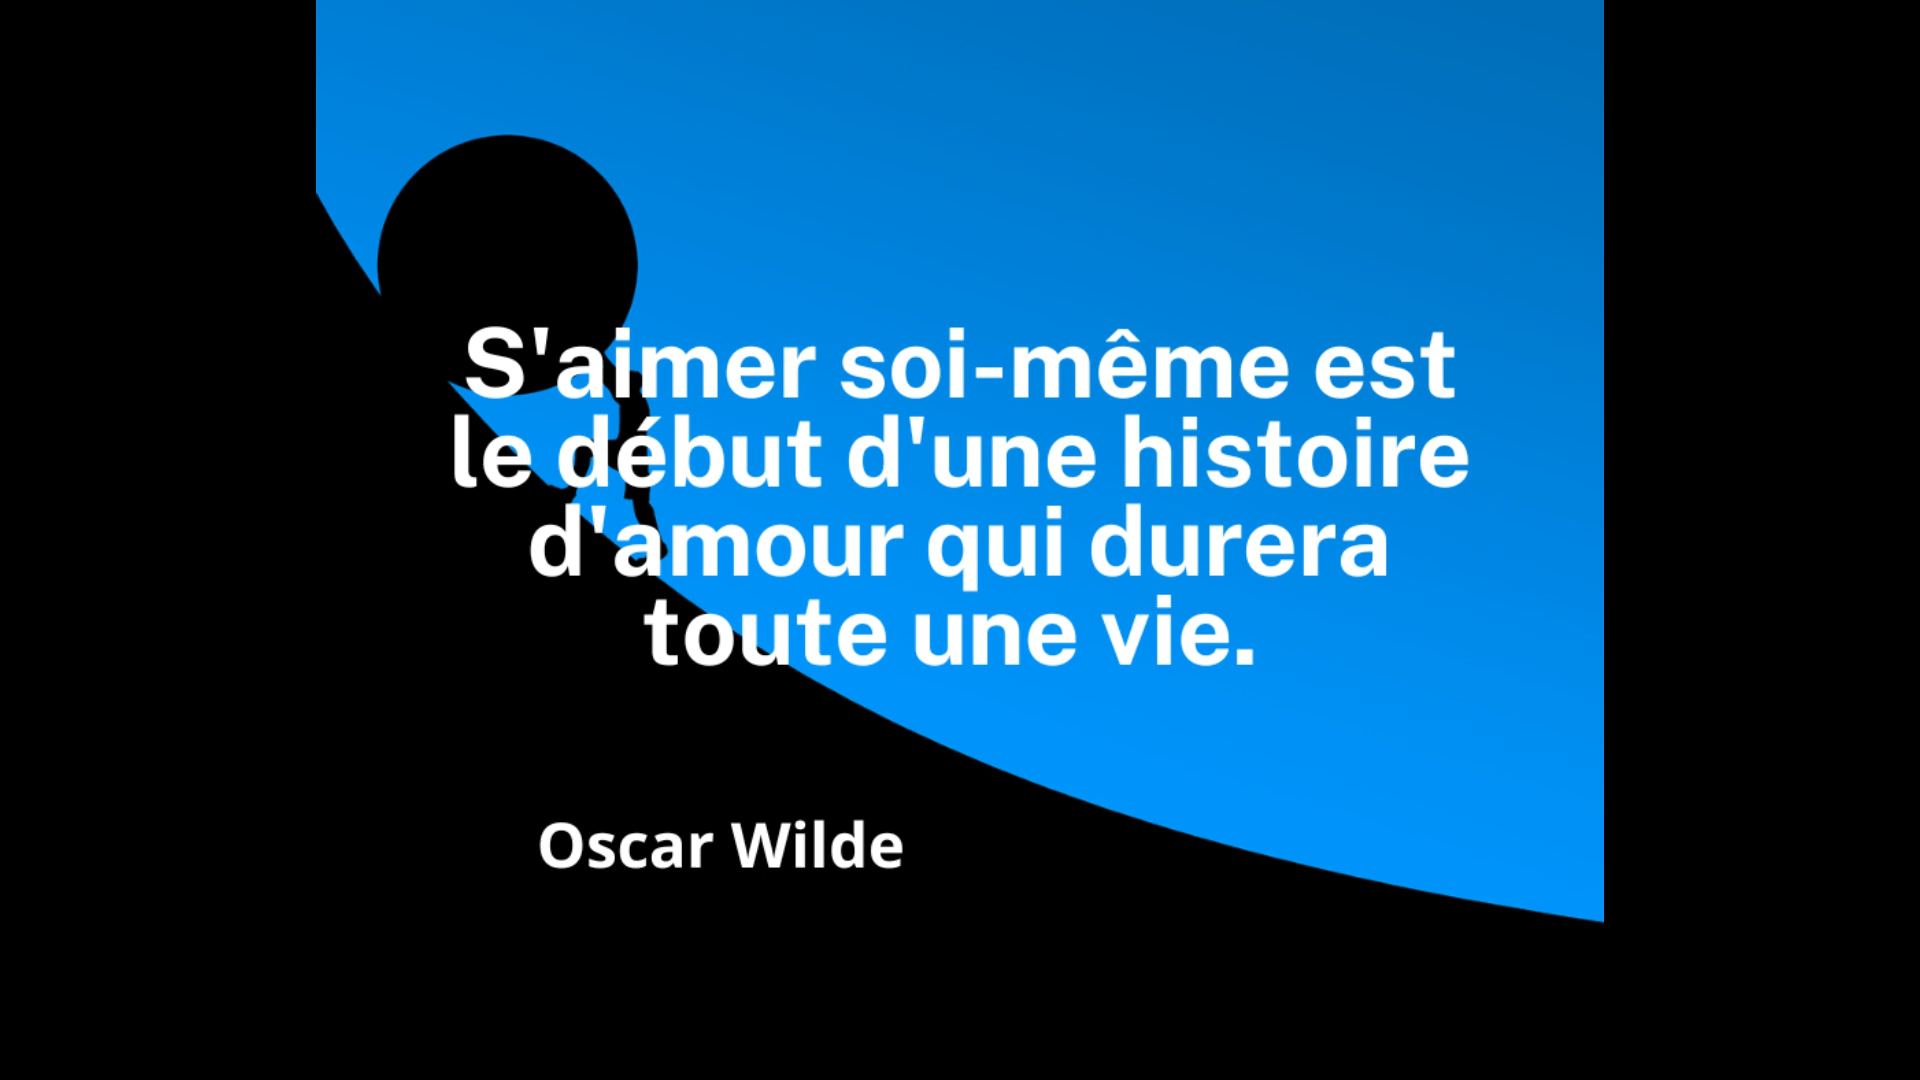 S'aimer soi-même est
le début d'une histoire
d'amour qui durera
toute une vie.
Oscar Wilde